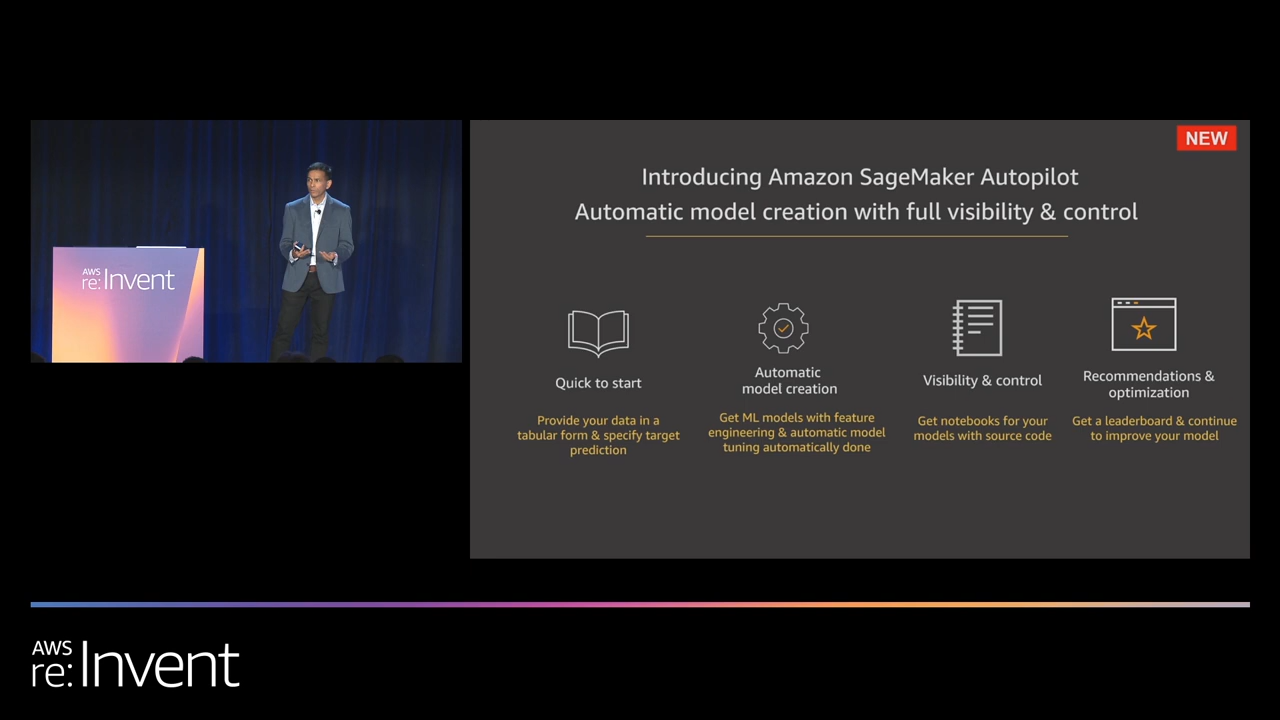 AWS
re:Invent
NEW
Introducing Amazon SageMaker Autopilot
Automatic model creation with full visibility & control
Quick to start
Provide your data in a
tabular form & specify target
prediction
Automatic
model creation
Get ML models with feature
engineering & automatic model
tuning automatically done
Visibility & control
Get notebooks for your
models with source code
Recommendations &
optimization
Get a leaderboard & continue
to improve your model
AWS
re:Invent